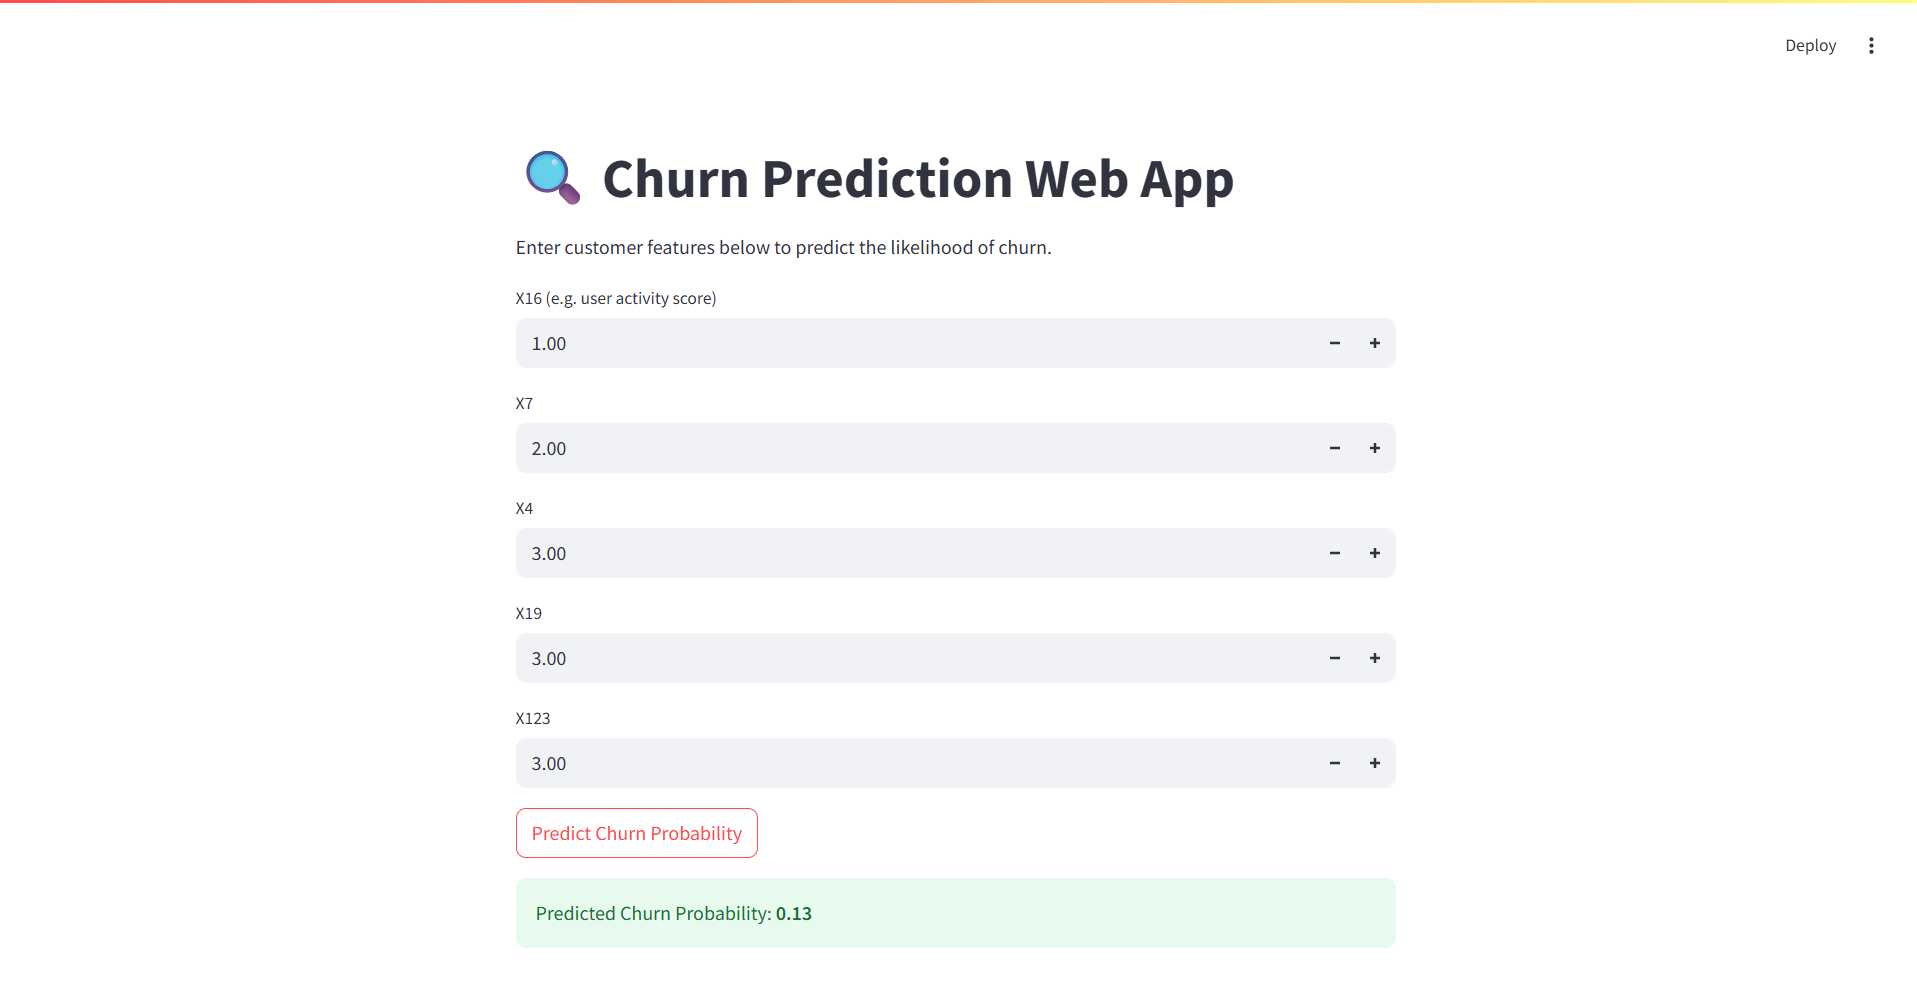 Deploy
Churn Prediction Web App
Enter customer features below to predict the likelihood of churn.
X16 (e.g. user activity score)
1.00
X7
2.00
X4
3.00
X19
3.00
X123
3.00
Predict Churn Probability
Predicted Churn Probability: 0.13